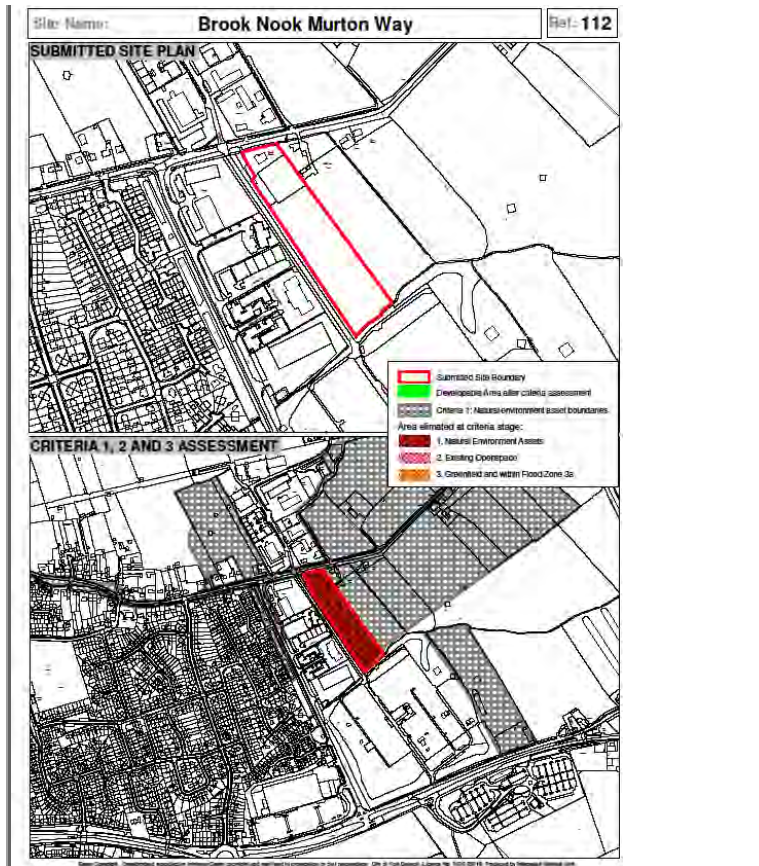 Site Name: Brook Nook Murton Way Ref: 112
SUBMITTED SITE PLAN
Submitted Site Boundary
Developable Area after criteria assessment
Criteria 1: Natural environment asset boundaries
Area elimated at criteria stage:
1. Natural Environment Assets
2. Existing Openspace
3. Greenfield and within Flood Zone 3a
CRITERIA 1, 2 AND 3 ASSESSMENT